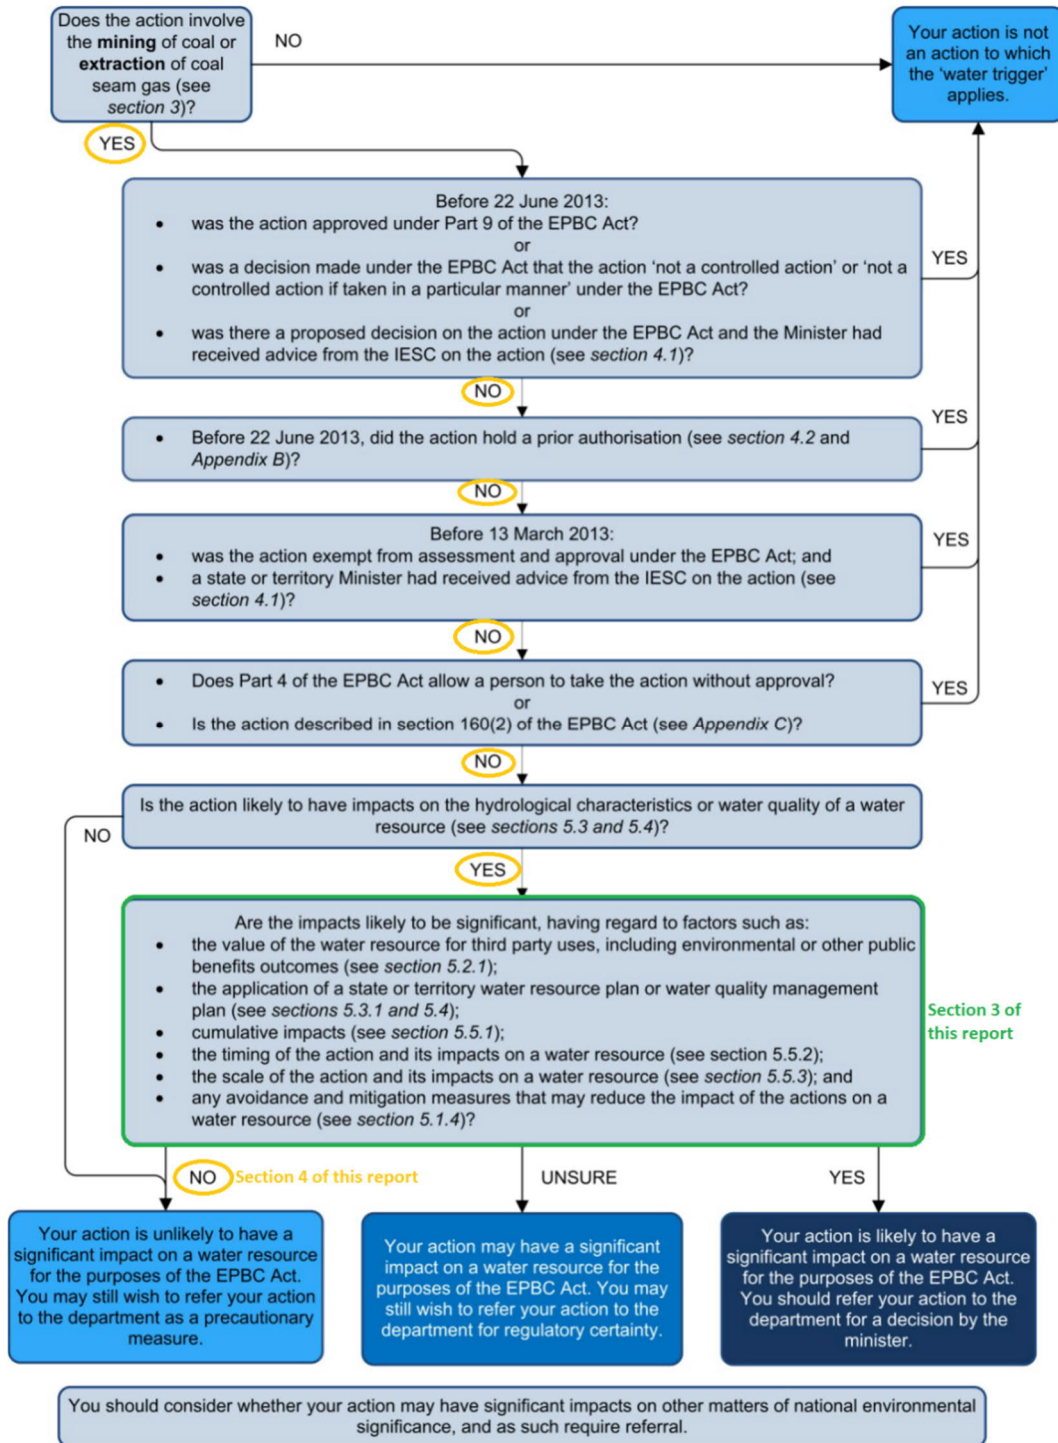 Does the action involve
the mining of coal or
extraction of coal
seam gas (see
section 3)?
NO
Your action is not
an action to which
the ‘water trigger’
applies.
YES
Before 22 June 2013:
• was the action approved under Part 9 of the EPBC Act?
or
• was a decision made under the EPBC Act that the action ‘not a controlled action’ or ‘not a
controlled action if taken in a particular manner’ under the EPBC Act?
or
• was there a proposed decision on the action under the EPBC Act and the Minister had
received advice from the IESC on the action (see section 4.1)?
YES
NO
• Before 22 June 2013, did the action hold a prior authorisation (see section 4.2 and
Appendix B)?
YES
NO
Before 13 March 2013:
• was the action exempt from assessment and approval under the EPBC Act; and
• a state or territory Minister had received advice from the IESC on the action (see
section 4.1)?
YES
NO
• Does Part 4 of the EPBC Act allow a person to take the action without approval?
or
• Is the action described in section 160(2) of the EPBC Act (see Appendix C)?
YES
NO
Is the action likely to have impacts on the hydrological characteristics or water quality of a water
resource (see sections 5.3 and 5.4)?
NO
YES
Are the impacts likely to be significant, having regard to factors such as:
• the value of the water resource for third party uses, including environmental or other public
benefits outcomes (see section 5.2.1);
• the application of a state or territory water resource plan or water quality management
plan (see sections 5.3.1 and 5.4);
• cumulative impacts (see section 5.5.1);
• the timing of the action and its impacts on a water resource (see section 5.5.2);
• the scale of the action and its impacts on a water resource (see section 5.5.3); and
• any avoidance and mitigation measures that may reduce the impact of the actions on a
water resource (see section 5.1.4)?
Section 3 of
this report
NO
Section 4 of this report
UNSURE
YES
Your action is unlikely to have a
significant impact on a water resource
for the purposes of the EPBC Act.
You may still wish to refer your action
to the department as a precautionary
measure.
Your action may have a significant
impact on a water resource for the
purposes of the EPBC Act. You may
still wish to refer your action to the
department for regulatory certainty.
Your action is likely to have a
significant impact on a water resource
for the purposes of the EPBC Act.
You should refer your action to the
department for a decision by the
minister.
You should consider whether your action may have significant impacts on other matters of national environmental
significance, and as such require referral.